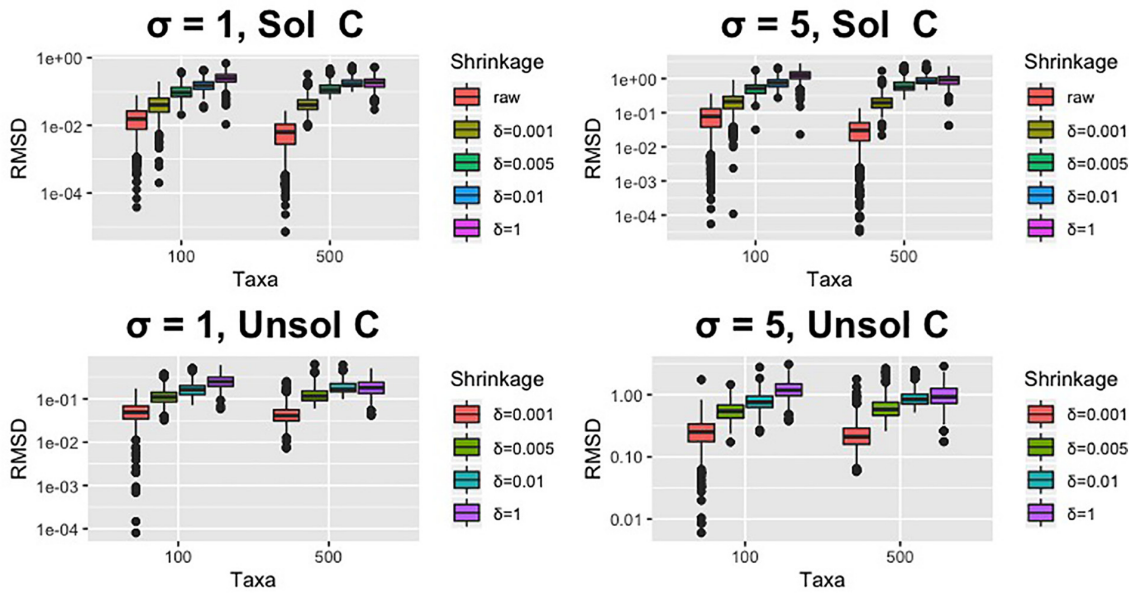 σ = 1, Sol C
RMSD
1e+00
1e-02
1e-04
100
500
Taxa
Shrinkage
raw
δ=0.001
δ=0.005
δ=0.01
δ=1
σ = 5, Sol C
RMSD
1e+00
1e-01
1e-02
1e-03
1e-04
100
500
Taxa
Shrinkage
raw
δ=0.001
δ=0.005
δ=0.01
δ=1
σ = 1, Unsol C
RMSD
1e-01
1e-02
1e-03
1e-04
100
500
Taxa
Shrinkage
δ=0.001
δ=0.005
δ=0.01
δ=1
σ = 5, Unsol C
RMSD
1.00
0.10
0.01
100
500
Taxa
Shrinkage
δ=0.001
δ=0.005
δ=0.01
δ=1